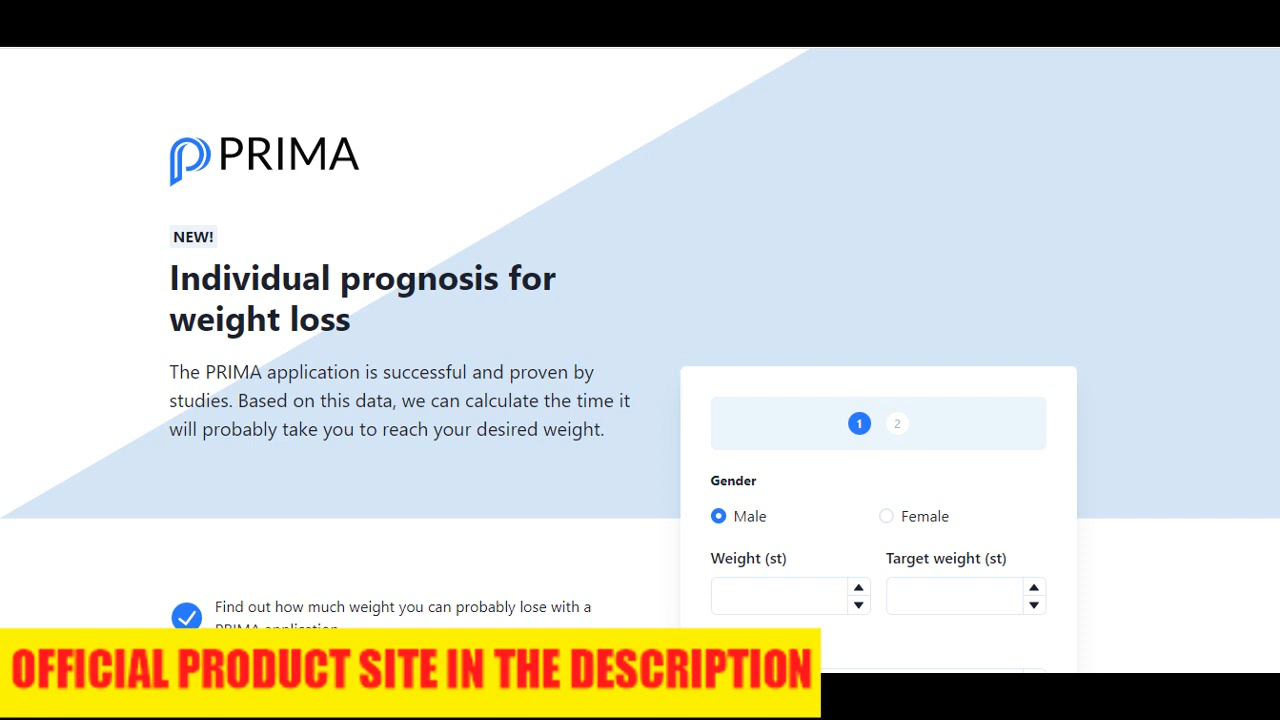 PRIMA
NEW!
Individual prognosis for
weight loss
The PRIMA application is successful and proven by
studies. Based on this data, we can calculate the time it
will probably take you to reach your desired weight.
1 2
Gender
Male Female
Weight (st) Target weight (st)
Find out how much weight you can probably lose with a
PRIMA application
OFFICIAL PRODUCT SITE IN THE DESCRIPTION